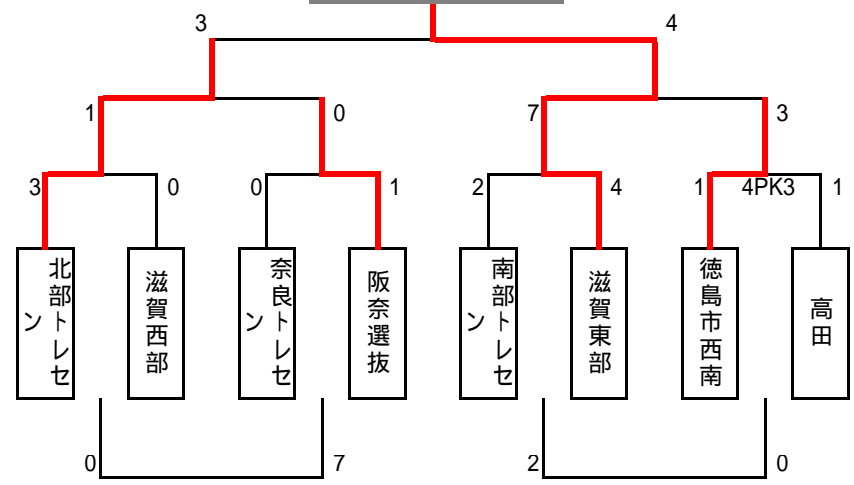 3 4
1 0 7 3
3 0 0 1 2 4 1 4PK3 1
北部トレセン
滋賀西部
奈良トレセン
阪奈選抜
南部トレセン
滋賀東部
徳島市西南
高田
0 7 2 0